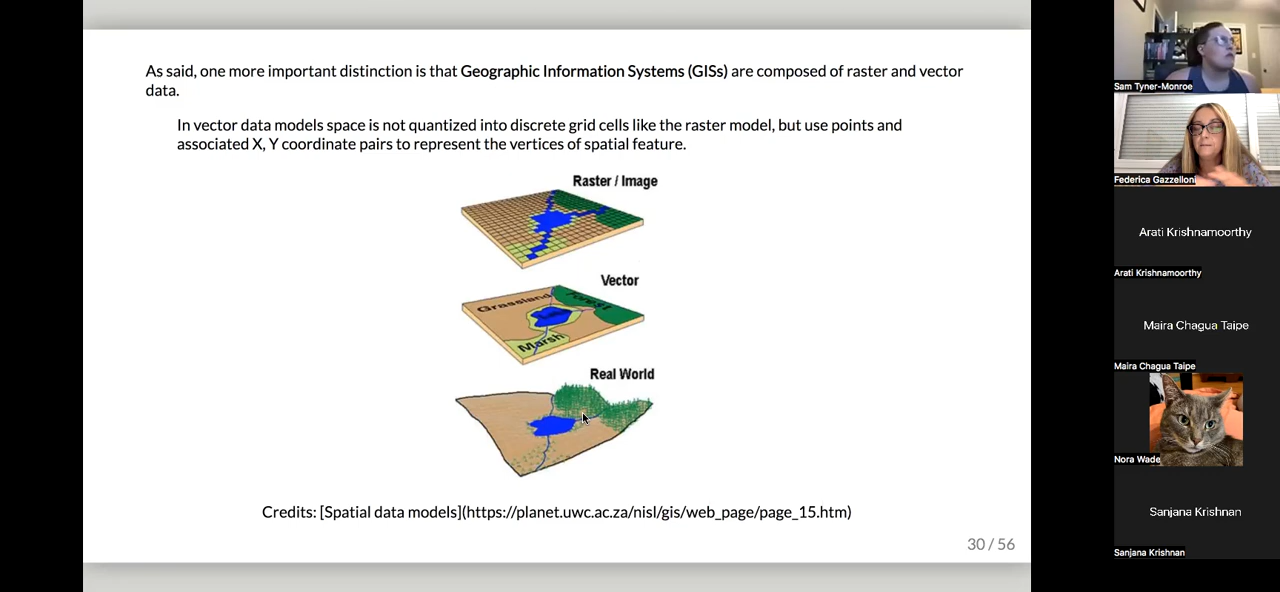 As said, one more important distinction is that Geographic Information Systems (GISs) are composed of raster and vector
data.
In vector data models space is not quantized into discrete grid cells like the raster model, but use points and
associated X, Y coordinate pairs to represent the vertices of spatial feature.
Raster / Image
Vector
Grassland
Forest
Marsh
Real World
Credits: [Spatial data models](https://planet.uwc.ac.za/nisl/gis/web_page/page_15.htm)
30 / 56
Sam Tyner-Monroe
Federica Gazzelloni
Arati Krishnamoorthy
Arati Krishnamoorthy
Maira Chagua Taipe
Maira Chagua Taipe
Nora Wade
Sanjana Krishnan
Sanjana Krishnan